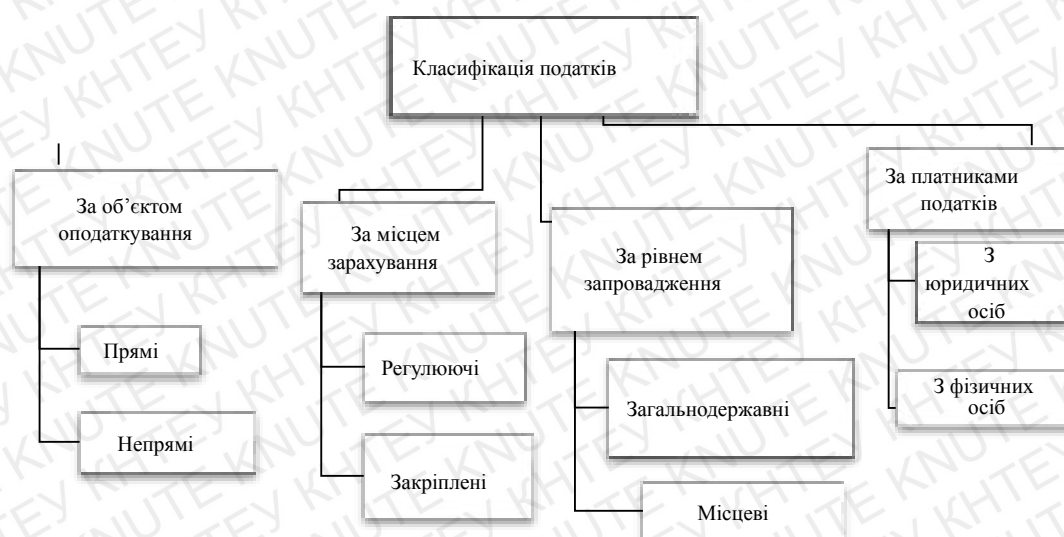 Класифікація податків
За об’єктом
оподаткування
Прямі
Непрямі
За місцем
зарахування
Регулюючі
Закріплені
За рівнем
запровадження
Загальнодержавні
Місцеві
За платниками
податків
З
юридичних
осіб
З фізичних
осіб